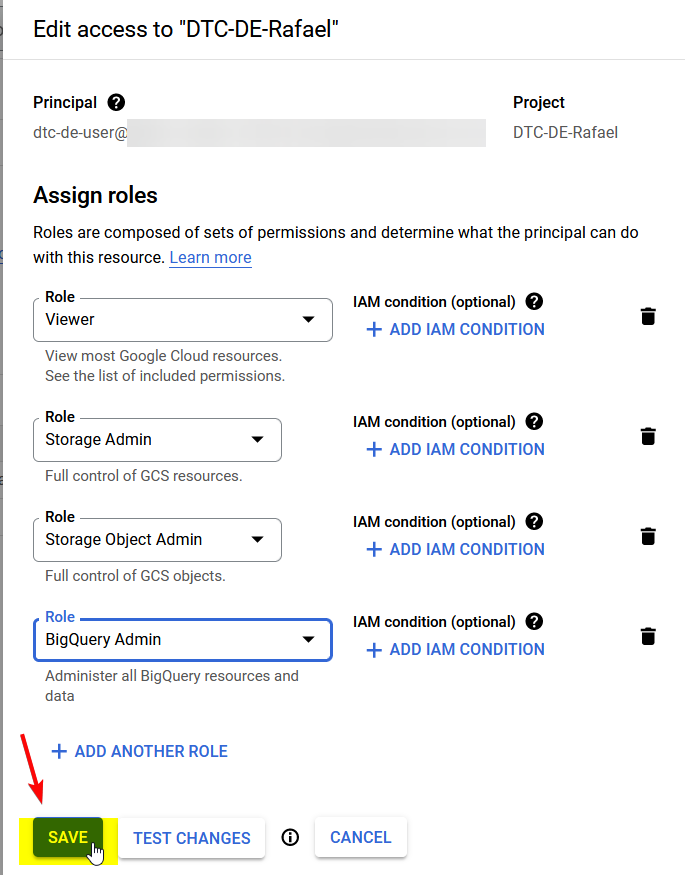 Edit access to "DTC-DE-Rafael"
Principal
Project
dtc-de-user@
DTC-DE-Rafael
Assign roles
Roles are composed of sets of permissions and determine what the principal can do
with this resource. Learn more
Role
Viewer
IAM condition (optional)
ADD IAM CONDITION
View most Google Cloud resources.
See the list of included permissions.
Role
Storage Admin
IAM condition (optional)
ADD IAM CONDITION
Full control of GCS resources.
Role
Storage Object Admin
IAM condition (optional)
ADD IAM CONDITION
Full control of GCS objects.
Role
BigQuery Admin
IAM condition (optional)
ADD IAM CONDITION
Administer all BigQuery resources and
data
ADD ANOTHER ROLE
SAVE
TEST CHANGES
CANCEL